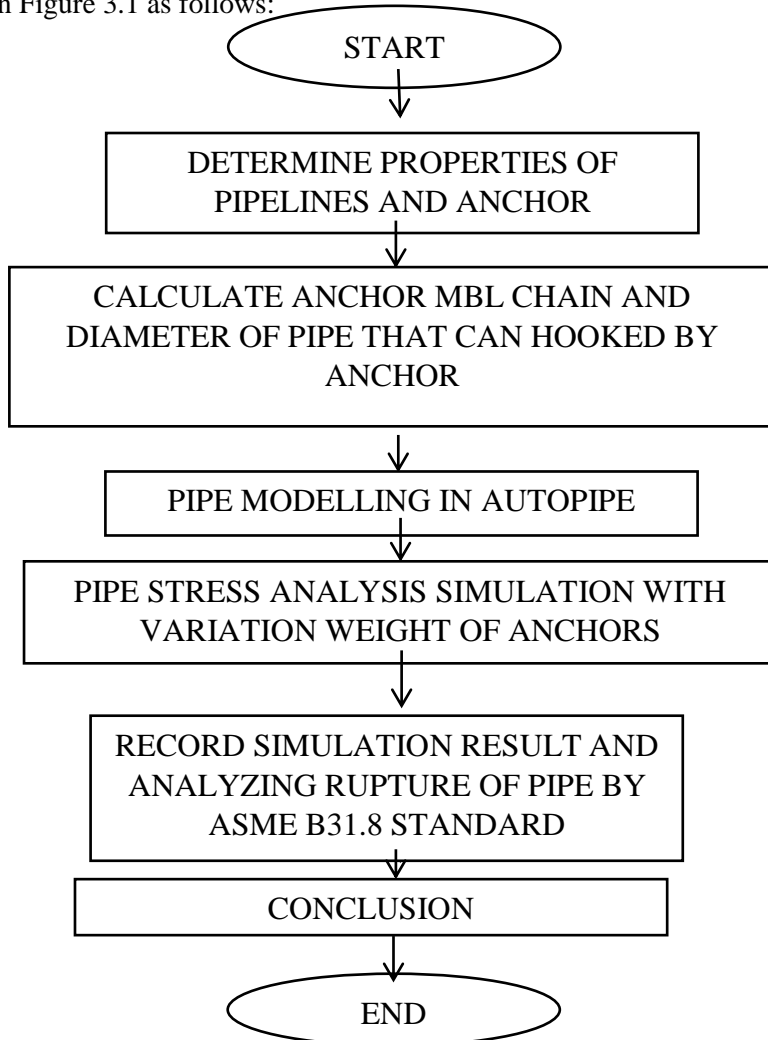 n Figure 3.1 as follows:
START
DETERMINE PROPERTIES OF
PIPELINES AND ANCHOR
CALCULATE ANCHOR MBL CHAIN AND
DIAMETER OF PIPE THAT CAN HOOKED BY
ANCHOR
PIPE MODELLING IN AUTOPIPE
PIPE STRESS ANALYSIS SIMULATION WITH
VARIATION WEIGHT OF ANCHORS
RECORD SIMULATION RESULT AND
ANALYZING RUPTURE OF PIPE BY
ASME B31.8 STANDARD
CONCLUSION
END